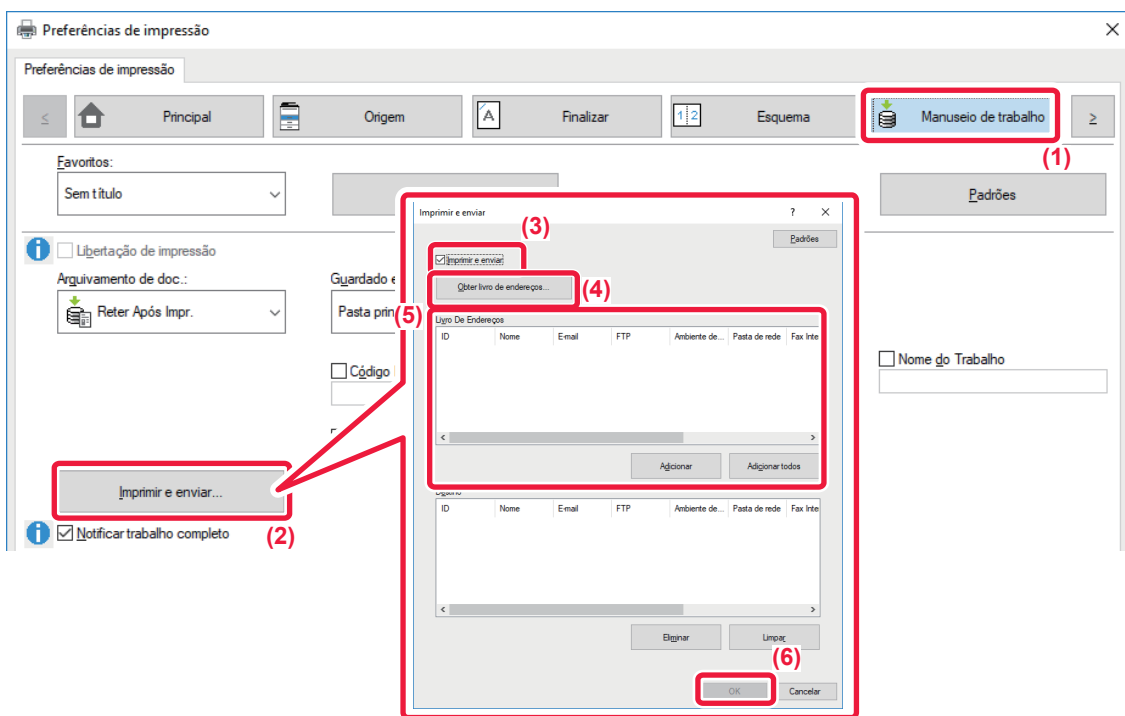 Preferências de impressão
Preferências de impressão
<
Principal
Origem
A
Finalizar
1 2
Esquema
Manuseio de trabalho
>
(1)
Favoritos:
Sem título
Padrões
Libertação de impressão
Arquivamento de doc.:
Reter Após Impr.
Guardado e
Pasta prin
Código
Nome do Trabalho
Imprimir e enviar...
(2)
Notificar trabalho completo
Imprimir e enviar
?
Padrões
(3)
Imprimir e enviar
Obter livro de endereços...
(4)
(5)
Livro De Endereços
ID Nome E-mail FTP Ambiente de... Pasta de rede Fax Inte
Adicionar Adicionar todos
ID Nome E-mail FTP Ambiente de... Pasta de rede Fax Inte
Eliminar Limpar
(6)
OK Cancelar